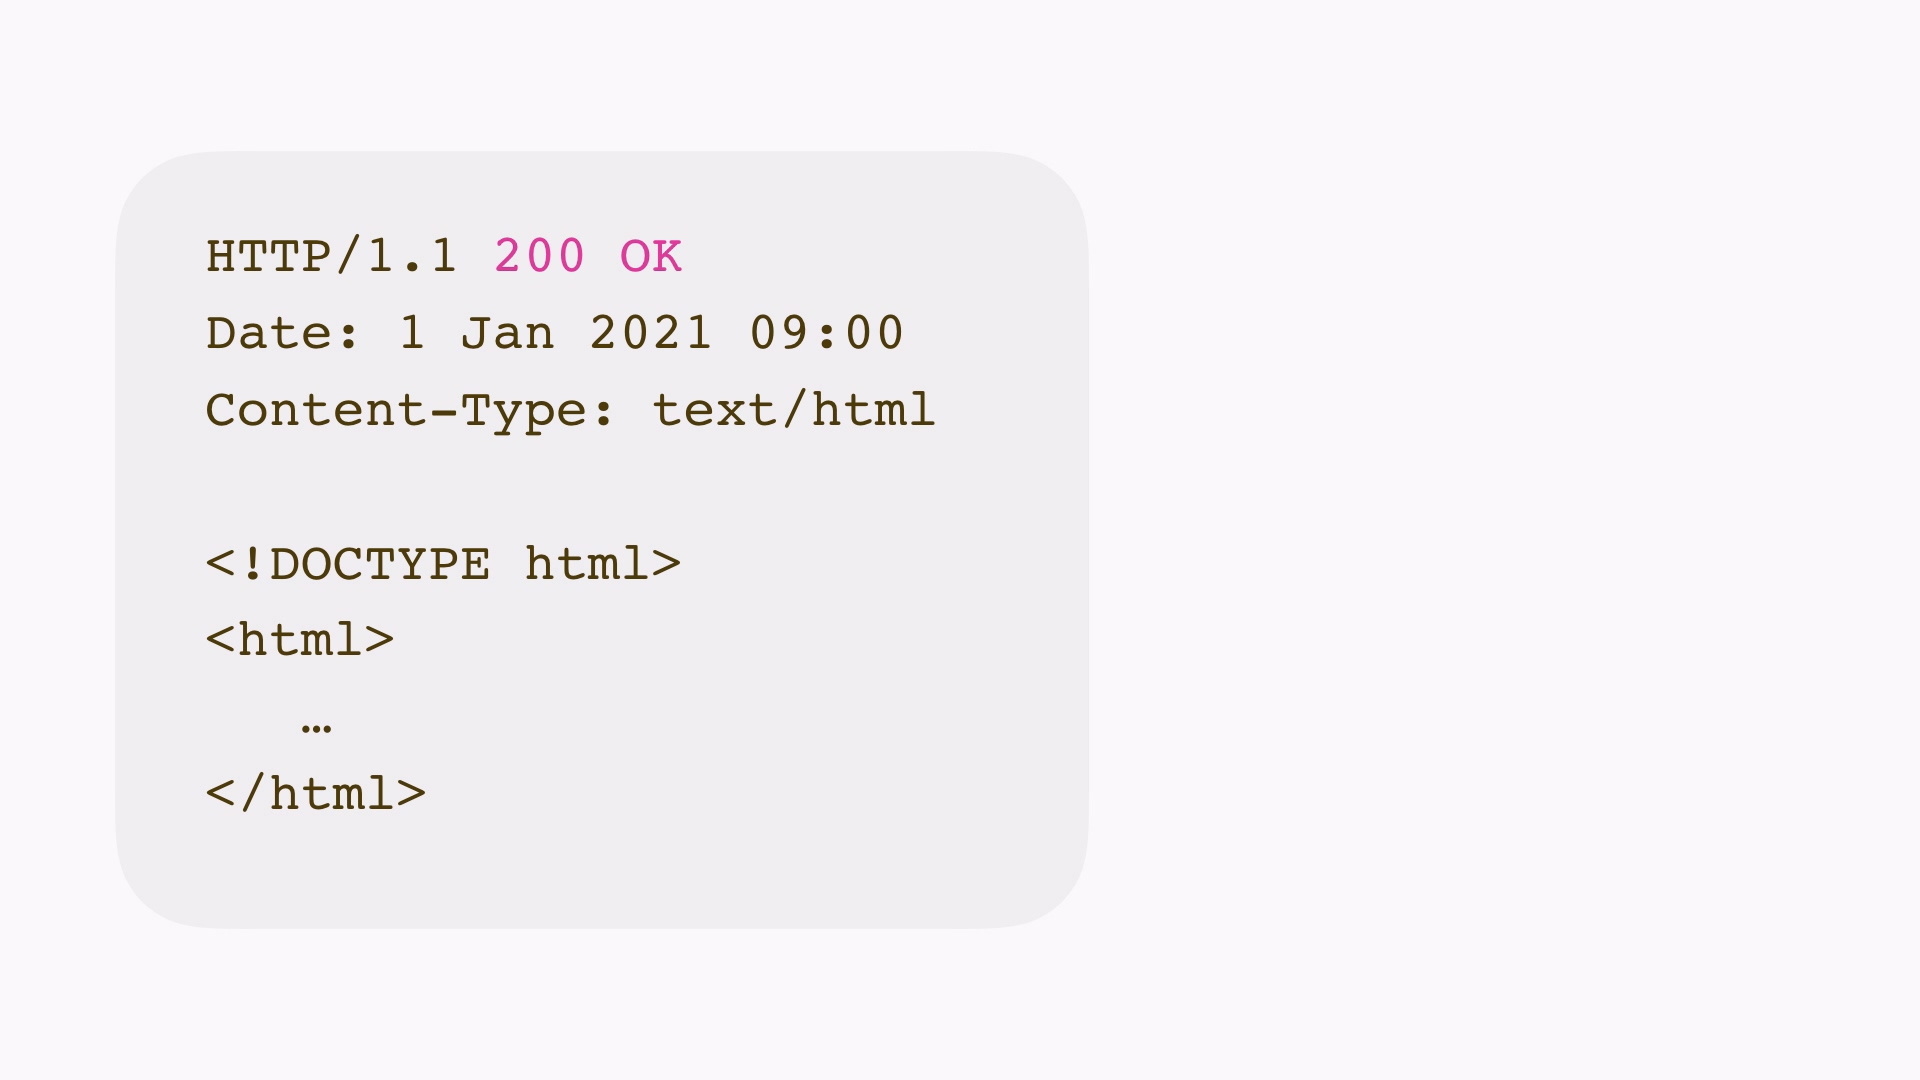 HTTP/1.1 200 OK
Date: 1 Jan 2021 09:00
Content-Type: text/html
<!DOCTYPE html>
<html>
…
</html>